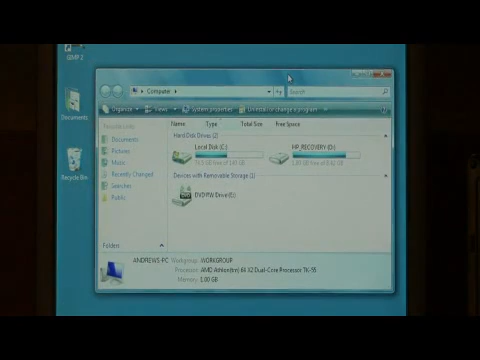 GIMP 2
Computer
Search
Organize Views System properties Uninstall or change a program
Documents
Recycle Bin
Favorite Links
Documents
Pictures
Music
Recently Changed
Searches
Public
Folders
Name Type Total Size Free Space
Hard Disk Drives (2)
Local Disk (C:)
HP_RECOVERY (D:)
Devices with Removable Storage (1)
DVD RW Drive (E:)
ANDREWS-PC Workgroup: WORKGROUP
Processor: AMD Athlon(tm) 64 X2 Dual-Core Processor TK-55
Memory: 1.00 GB